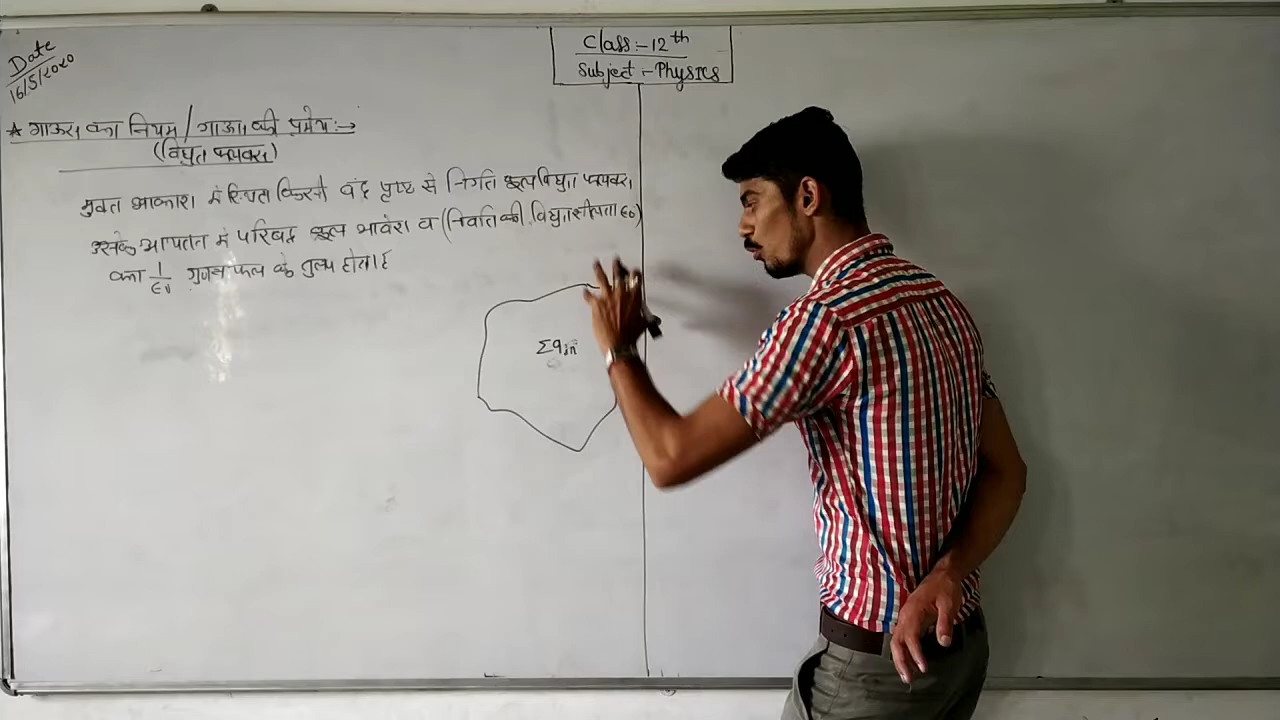 Date
16/5/2020
Class:- 12th
Subject :- Physics
* गाउस का नियम / गाउस की प्रमेय :→
(विधुत फ्लक्स)
मुक्त आकाश में स्थित किसी बंद पृष्ठ से निर्गत कुल विधुत फ्लक्स,
उसके आयतन में परिबद्ध कुल आवेश व (निर्वात की विधुतशीलता ε₀)
का 1/ε₀ गुणनफल के तुल्य होता है
Σqin